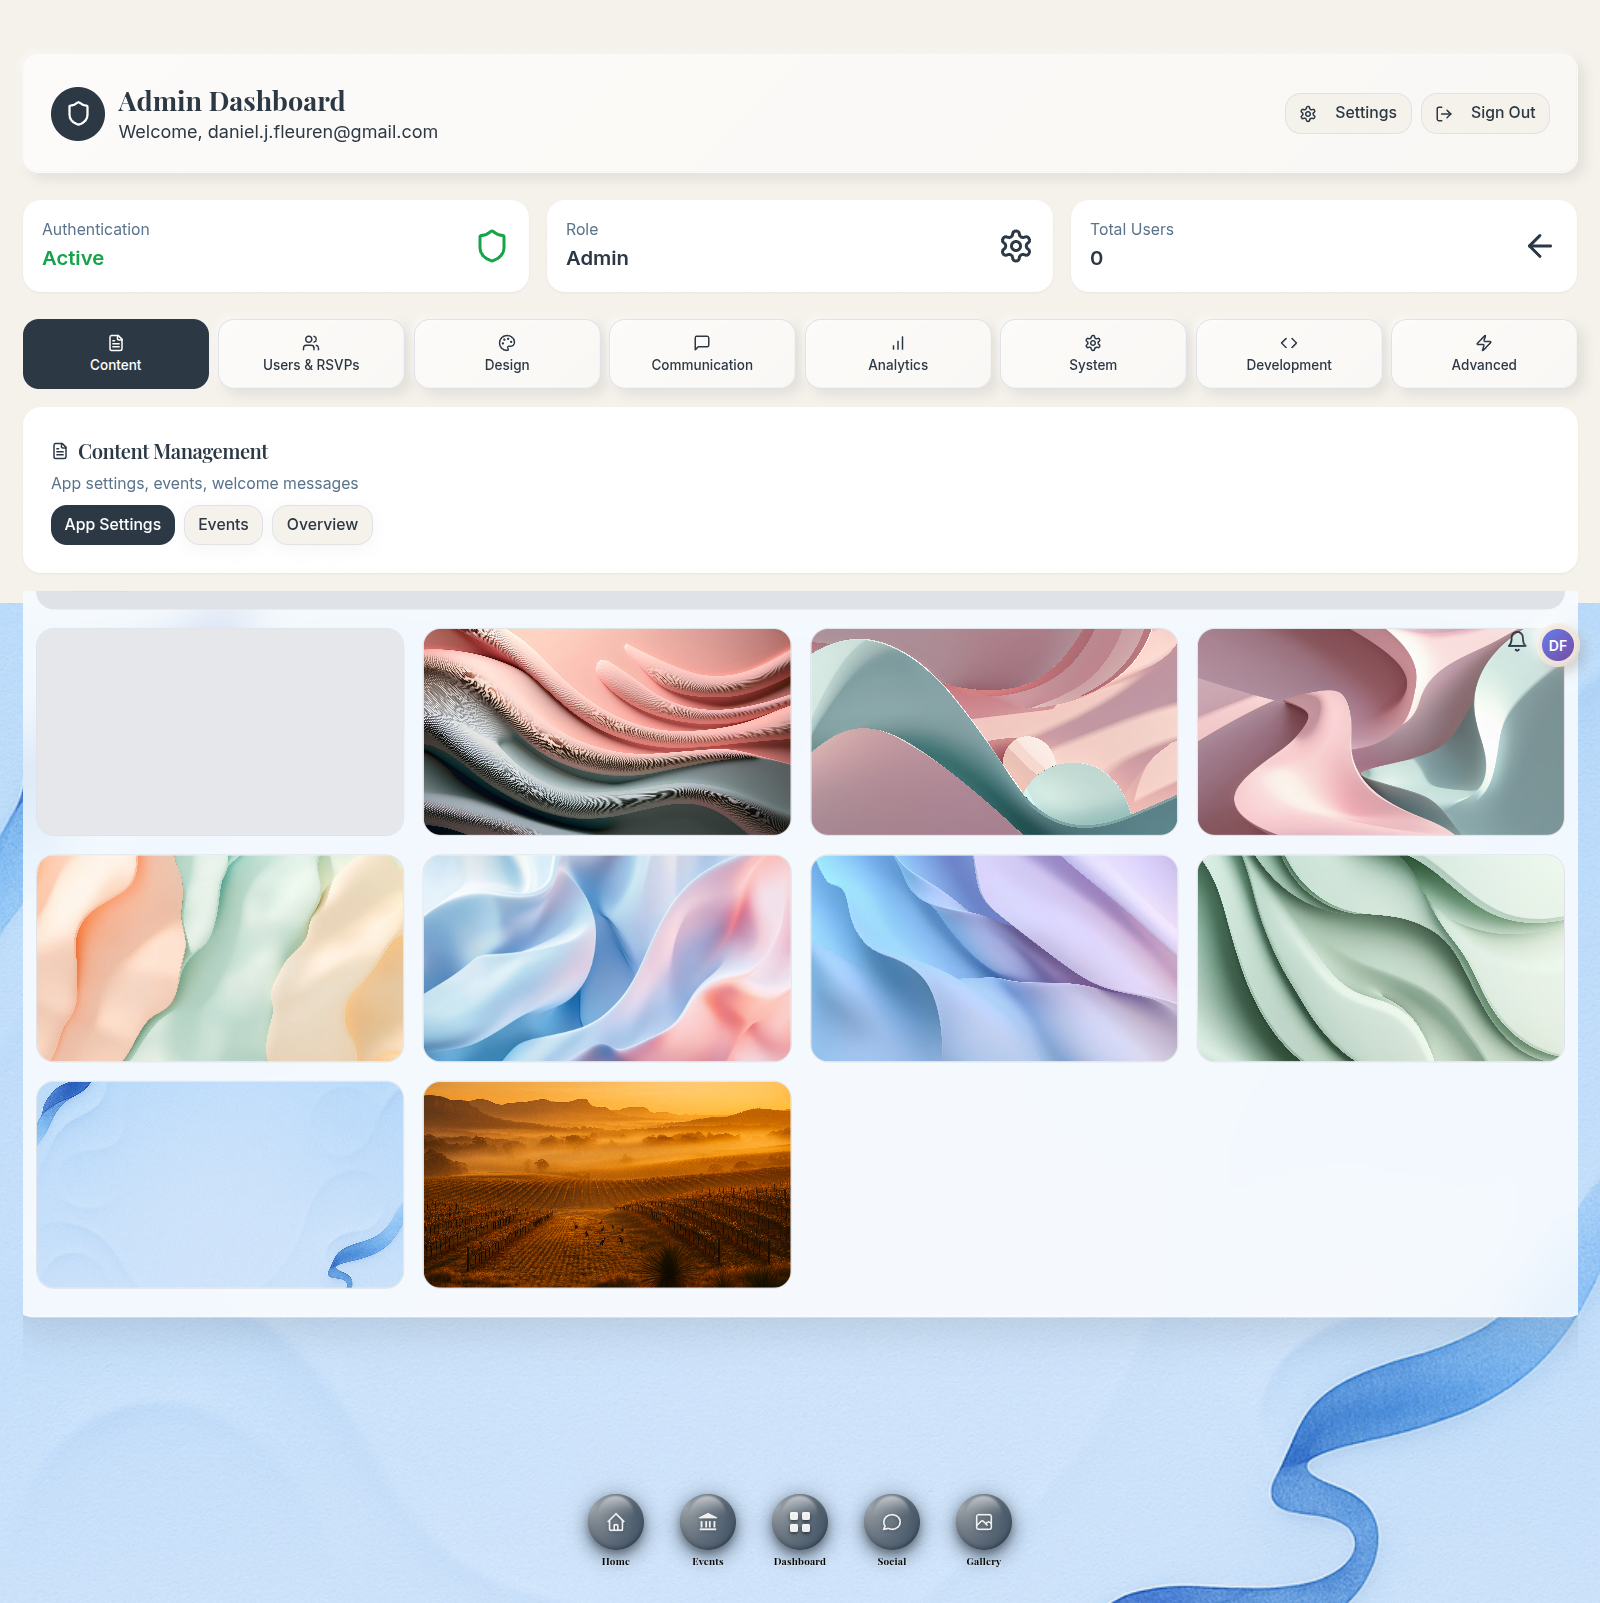 Admin Dashboard
Welcome, daniel.j.fleuren@gmail.com
Settings
Sign Out
Authentication
Active
Role
Admin
Total Users
0
Content
Users & RSVPs
Design
Communication
Analytics
System
Development
Advanced
Content Management
App settings, events, welcome messages
App Settings
Events
Overview
DF
Home
Events
Dashboard
Social
Gallery